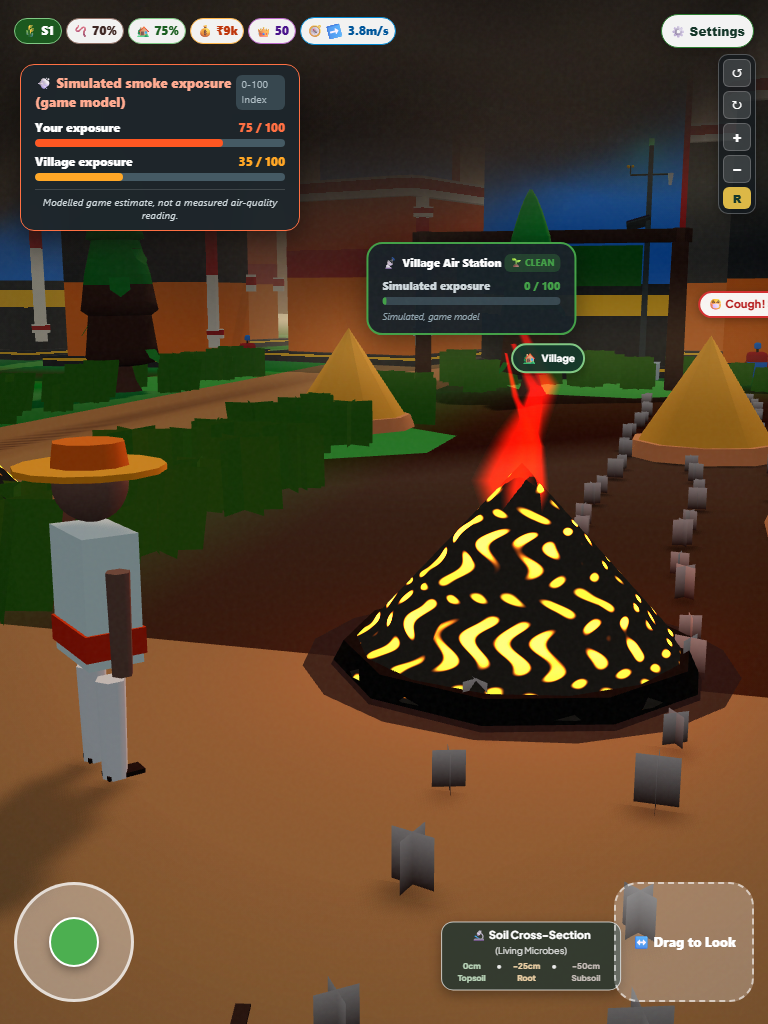 S1
70%
75%
₹9k
50
3.8m/s
Settings
Simulated smoke exposure
(game model)
0-100
Index
Your exposure 75 / 100
Village exposure 35 / 100
Modelled game estimate, not a measured air-quality
reading.
↺
↻
+
−
R
Village Air Station CLEAN
Simulated exposure 0 / 100
Simulated, game model
Cough!
Village
Soil Cross-Section
(Living Microbes)
0cm • ~25cm • ~50cm
Topsoil Root Subsoil
Drag to Look